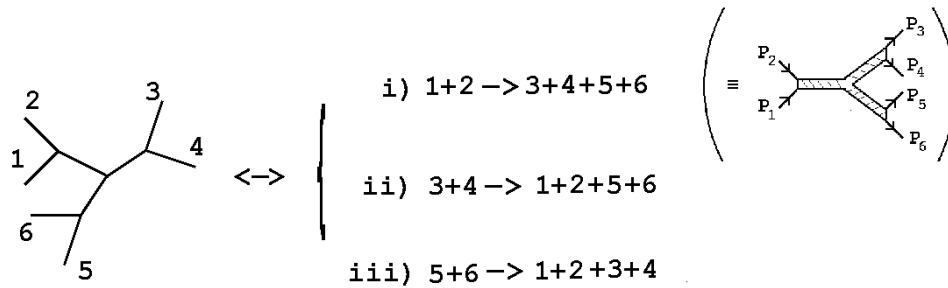 2
1
3
4
6
5
<->
i) 1+2 -> 3+4+5+6
ii) 3+4 -> 1+2+5+6
iii) 5+6 -> 1+2+3+4
≡
P2
P1
P3
P4
P5
P6